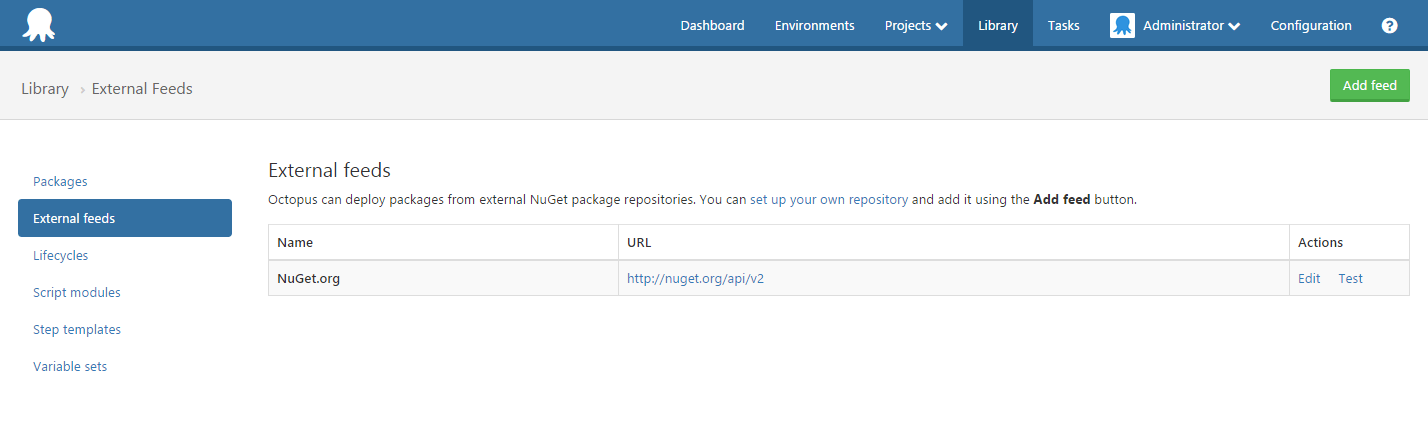 Dashboard Environments Projects Library Tasks Administrator Configuration ?
Library › External Feeds
Add feed
Packages
External feeds
Lifecycles
Script modules
Step templates
Variable sets
External feeds
Octopus can deploy packages from external NuGet package repositories. You can set up your own repository and add it using the Add feed button.
Name URL Actions
NuGet.org http://nuget.org/api/v2 Edit Test